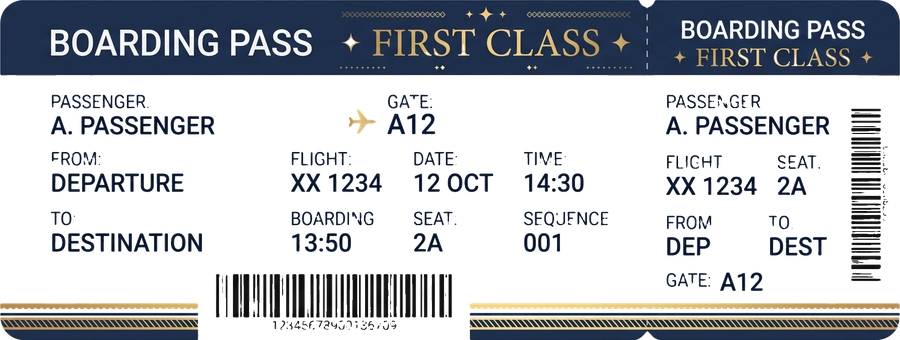 BOARDING PASS FIRST CLASS
PASSENGER:
A. PASSENGER
GATE:
A12
FROM:
DEPARTURE
FLIGHT:
XX 1234
DATE:
12 OCT
TIME:
14:30
TO:
DESTINATION
BOARDING
13:50
SEAT:
2A
SEQUENCE
001
BOARDING PASS
FIRST CLASS
PASSENGER
A. PASSENGER
FLIGHT
XX 1234
SEAT.
2A
FROM
DEP
TO
DEST
GATE: A12